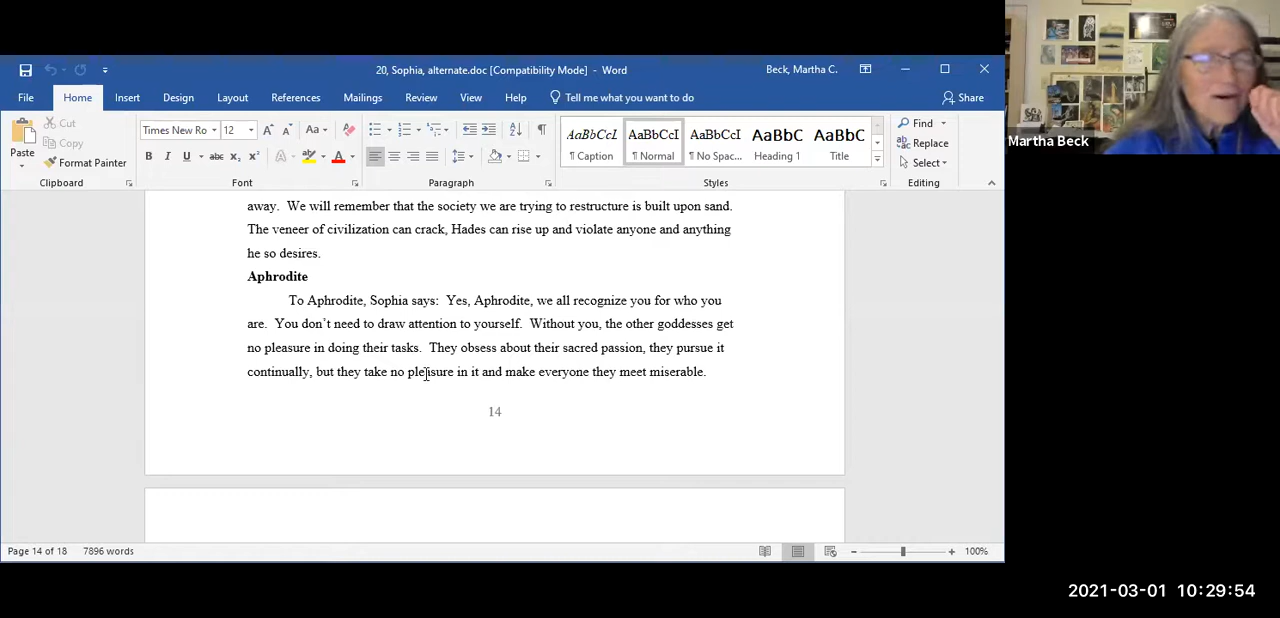 20, Sophia, alternate.doc [Compatibility Mode] - Word
Beck, Martha C.
File Home Insert Design Layout References Mailings Review View Help Tell me what you want to do Share
Paste
Cut
Copy
Format Painter
Clipboard
Times New Ro 12
Font
Paragraph
AaBbCcI AaBbCcI AaBbCcI AaBbC AaBbC
¶ Caption ¶ Normal ¶ No Spac... Heading 1 Title
Styles
Find
Replace
Select
Editing
Martha Beck
away. We will remember that the society we are trying to restructure is built upon sand.
The veneer of civilization can crack, Hades can rise up and violate anyone and anything
he so desires.
Aphrodite
To Aphrodite, Sophia says: Yes, Aphrodite, we all recognize you for who you
are. You don't need to draw attention to yourself. Without you, the other goddesses get
no pleasure in doing their tasks. They obsess about their sacred passion, they pursue it
continually, but they take no pleasure in it and make everyone they meet miserable.
14
Page 14 of 18 7896 words
100%
2021-03-01 10:29:54